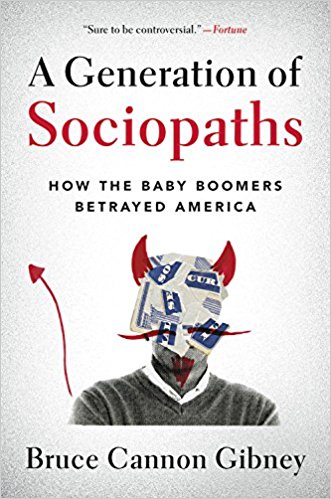 "Sure to be controversial." —Fortune
A Generation of
Sociopaths
HOW THE BABY BOOMERS
BETRAYED AMERICA
Bruce Cannon Gibney